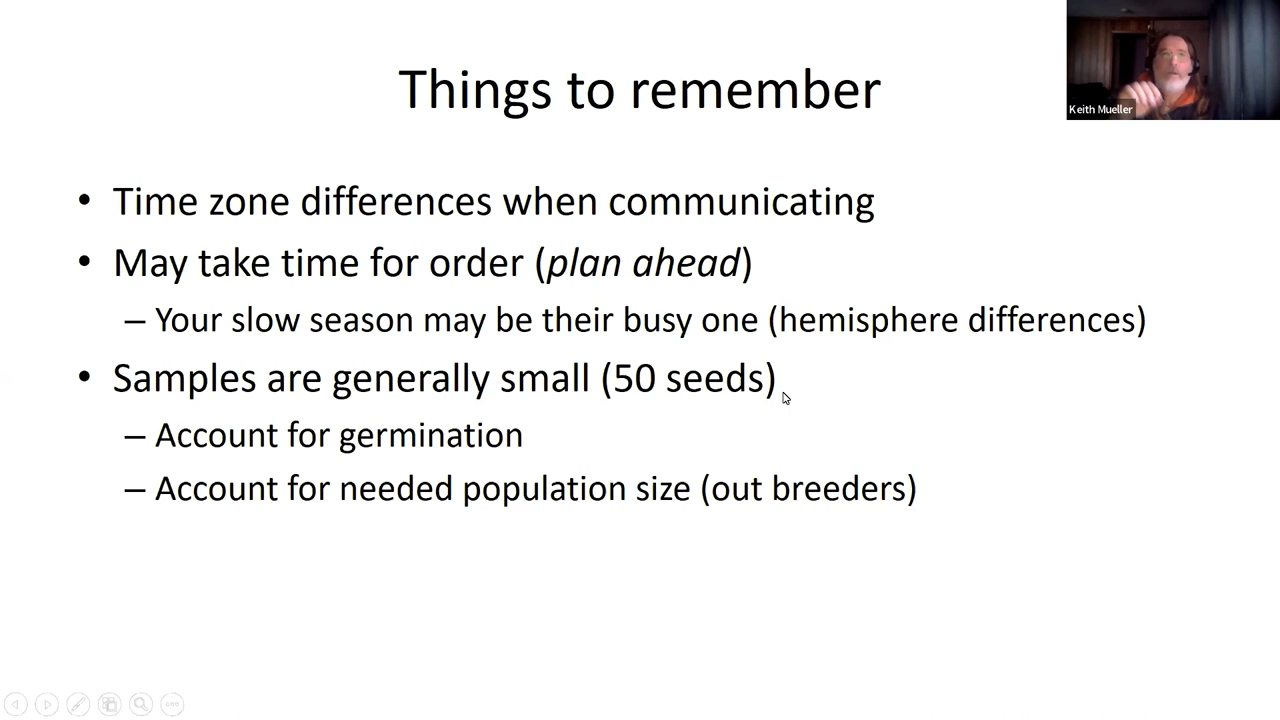 Things to remember
Keith Mueller
• Time zone differences when communicating
• May take time for order (plan ahead)
– Your slow season may be their busy one (hemisphere differences)
• Samples are generally small (50 seeds)
– Account for germination
– Account for needed population size (out breeders)